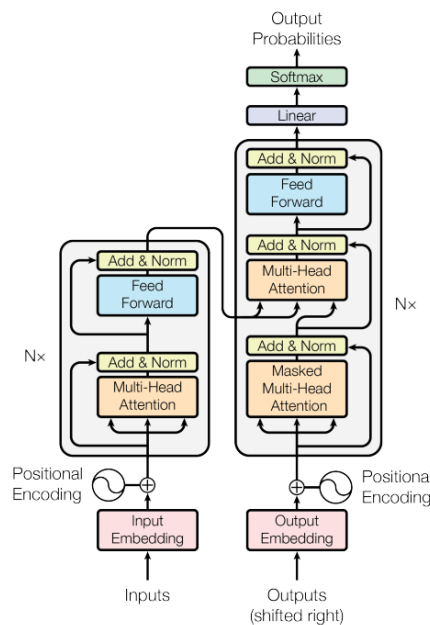 Output
Probabilities
Softmax
Linear
Add & Norm
Feed
Forward
Add & Norm
Multi-Head
Attention
Add & Norm
Masked
Multi-Head
Attention
N×
Add & Norm
Feed
Forward
Add & Norm
Multi-Head
Attention
N×
Positional
Encoding
Positiona
Encoding
Input
Embedding
Output
Embedding
Inputs
Outputs
(shifted right)